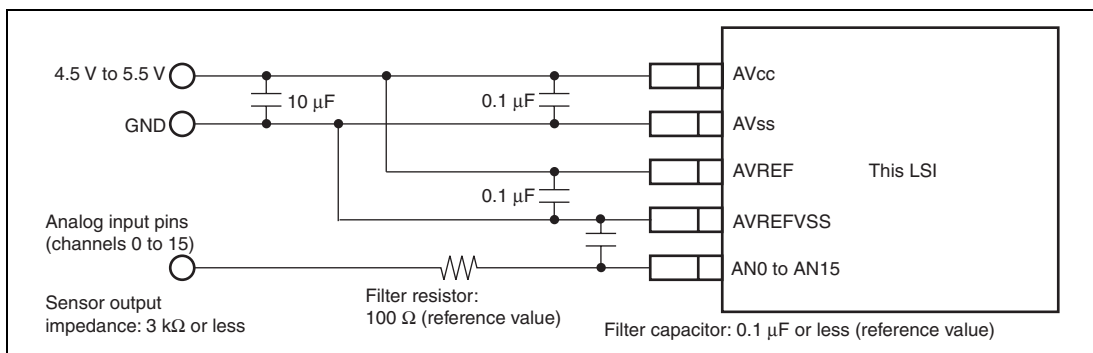 4.5 V to 5.5 V
10 μF
0.1 μF
AVcc
GND
AVss
AVREF
This LSI
0.1 μF
AVREFVSS
Analog input pins
(channels 0 to 15)
AN0 to AN15
Sensor output
impedance: 3 kΩ or less
Filter resistor:
100 Ω (reference value)
Filter capacitor: 0.1 μF or less (reference value)